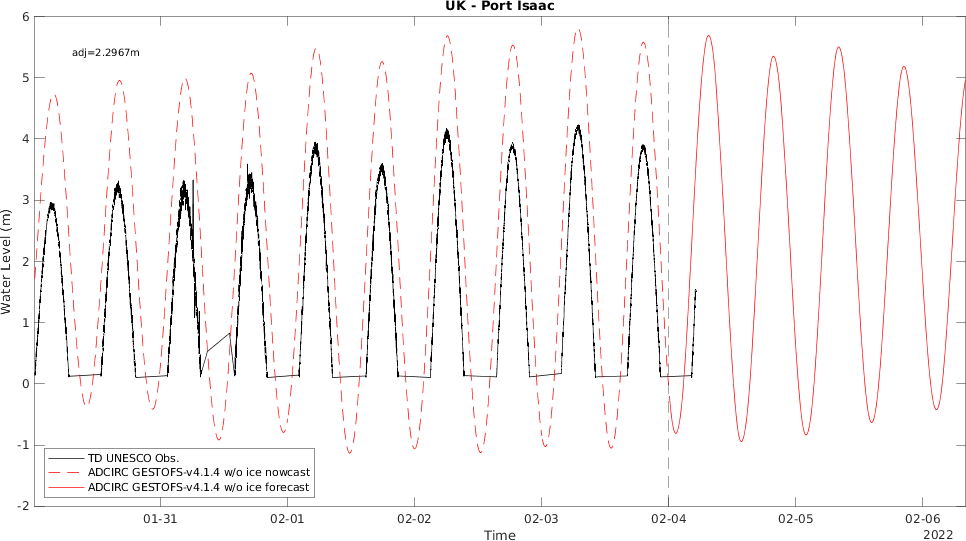 UK - Port Isaac
adj=2.2967m
6
5
4
3
2
1
0
-1
-2
Water Level (m)
TD UNESCO Obs.
ADCIRC GESTOFS-v4.1.4 w/o ice nowcast
ADCIRC GESTOFS-v4.1.4 w/o ice forecast
01-31 02-01 02-02 02-03 02-04 02-05 02-06
Time
2022